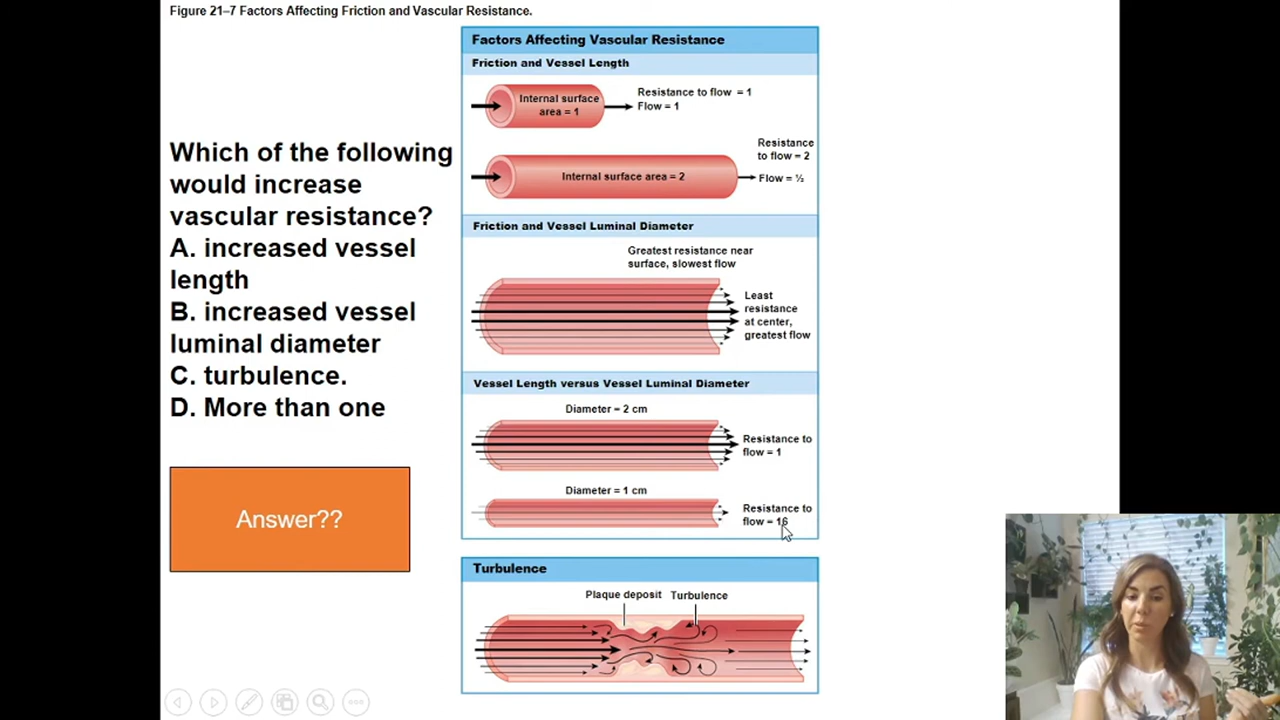 Figure 21–7 Factors Affecting Friction and Vascular Resistance.
Which of the following
would increase
vascular resistance?
A. increased vessel
length
B. increased vessel
luminal diameter
C. turbulence.
D. More than one
Answer??
Factors Affecting Vascular Resistance
Friction and Vessel Length
Internal surface
area = 1
Resistance to flow = 1
Flow = 1
Internal surface area = 2
Resistance
to flow = 2
Flow = ½
Friction and Vessel Luminal Diameter
Greatest resistance near
surface, slowest flow
Least
resistance
at center,
greatest flow
Vessel Length versus Vessel Luminal Diameter
Diameter = 2 cm
Resistance to
flow = 1
Diameter = 1 cm
Resistance to
flow = 16
Turbulence
Plaque deposit
Turbulence